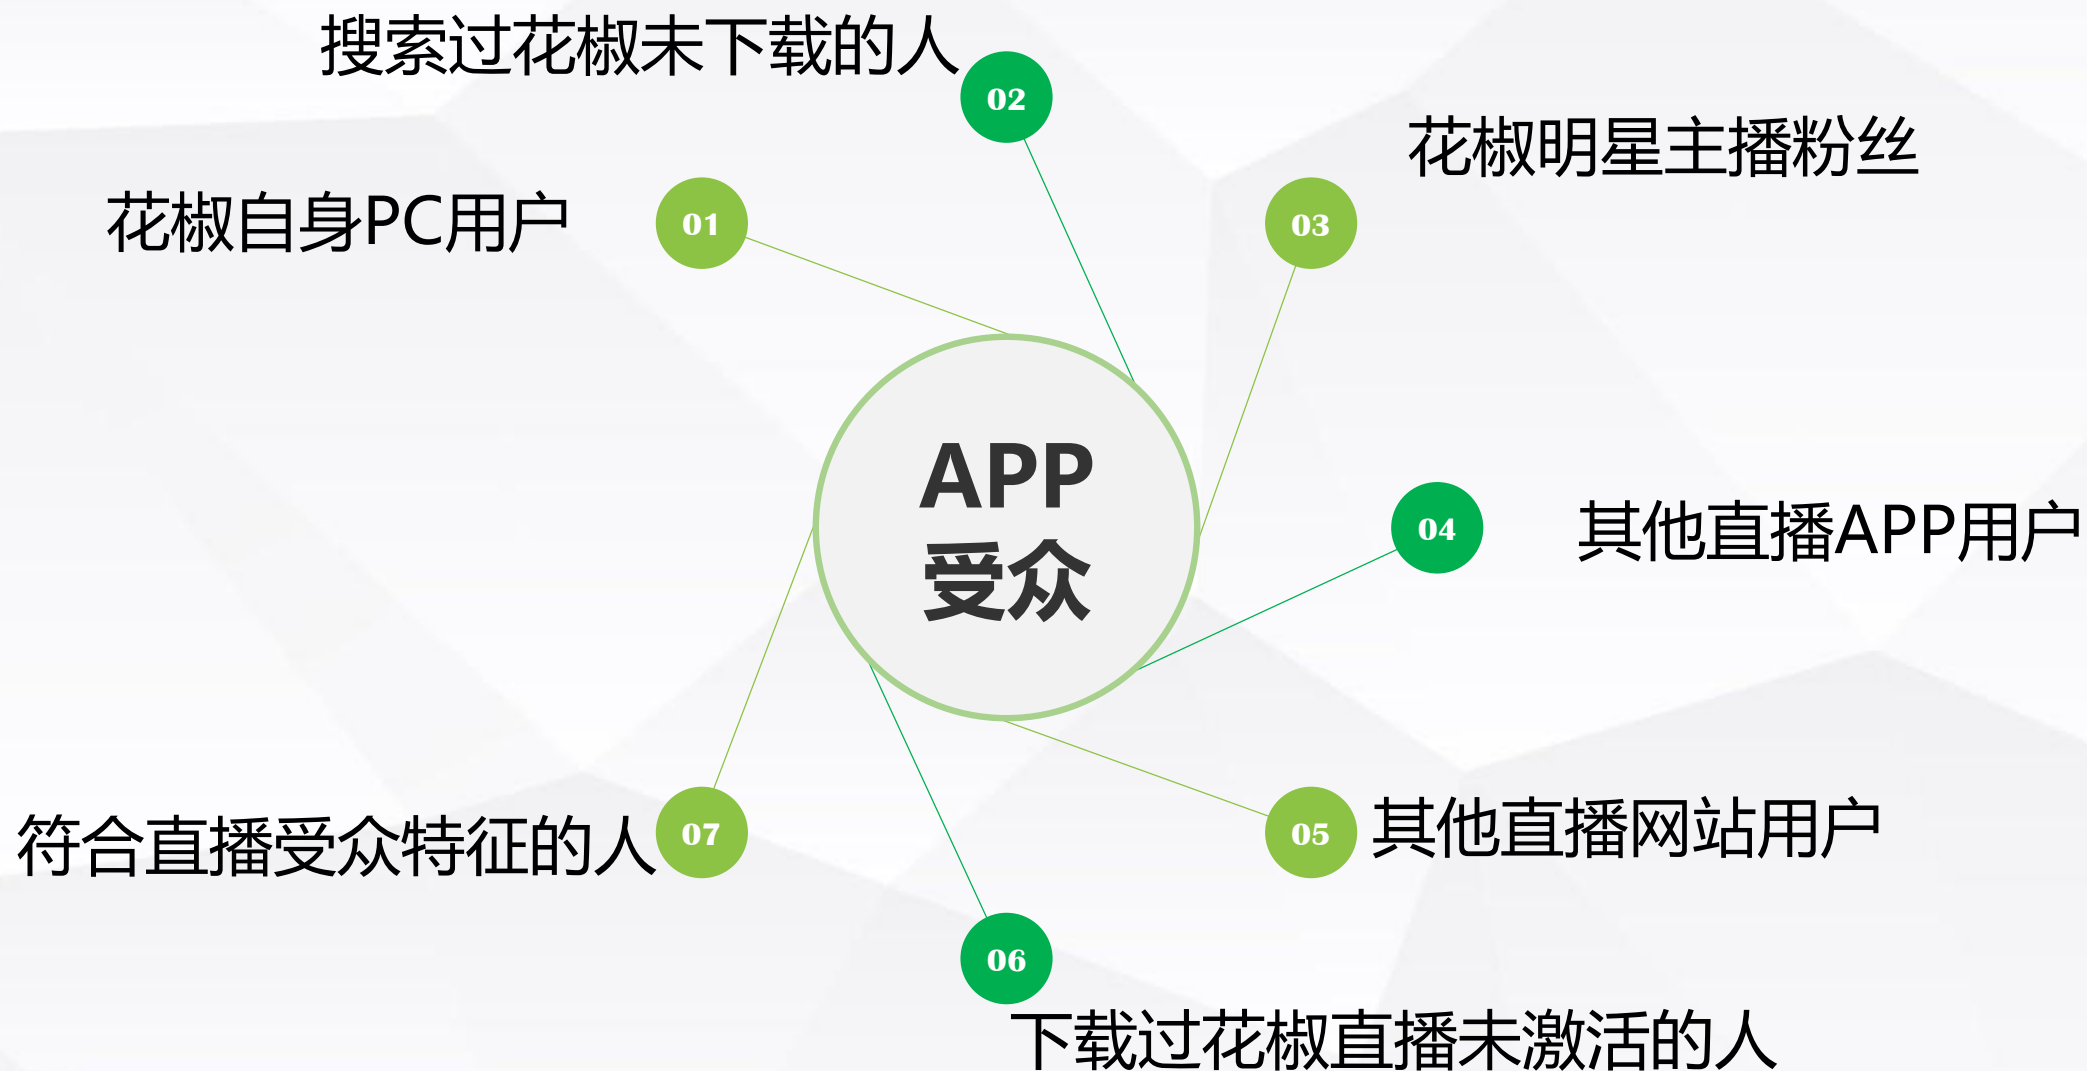 搜索过花椒未下载的人
02
花椒明星主播粉丝
花椒自身PC用户
01
03
APP
受众
04
其他直播APP用户
符合直播受众特征的人
07
05
其他直播网站用户
06
下载过花椒直播未激活的人